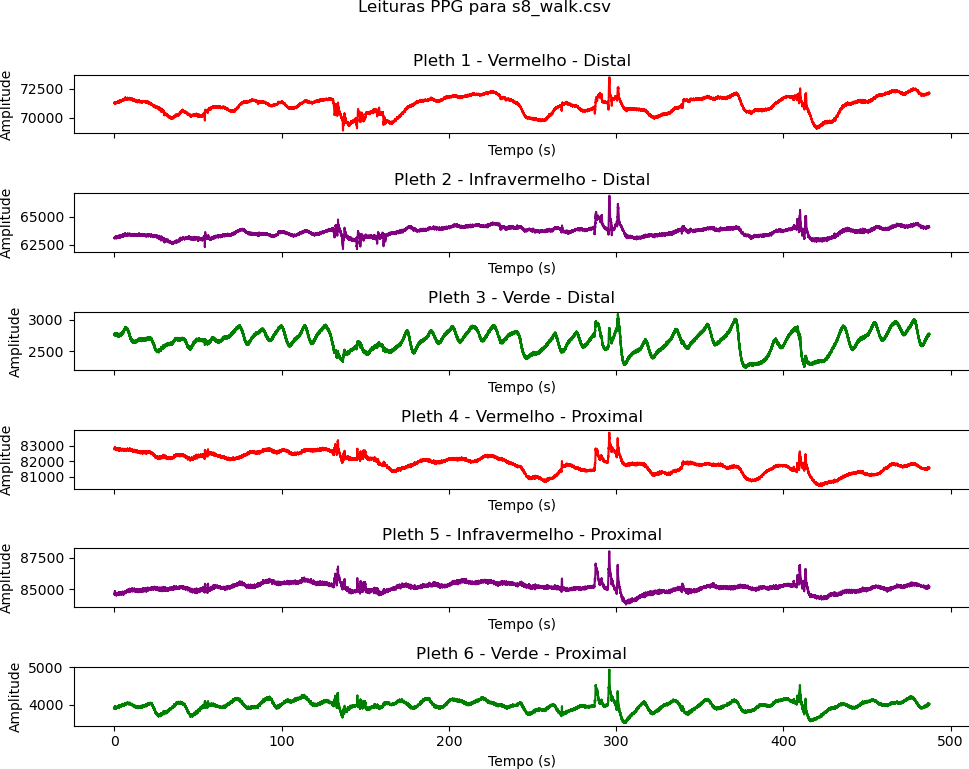 Leituras PPG para s8_walk.csv
Pleth 1 - Vermelho - Distal
72500
70000
Amplitude
Tempo (s)
Pleth 2 - Infravermelho - Distal
65000
62500
Amplitude
Tempo (s)
Pleth 3 - Verde - Distal
3000
2500
Amplitude
Tempo (s)
Pleth 4 - Vermelho - Proximal
83000
82000
81000
Amplitude
Tempo (s)
Pleth 5 - Infravermelho - Proximal
87500
85000
Amplitude
Tempo (s)
Pleth 6 - Verde - Proximal
5000
4000
Amplitude
0 100 200 300 400 500
Tempo (s)